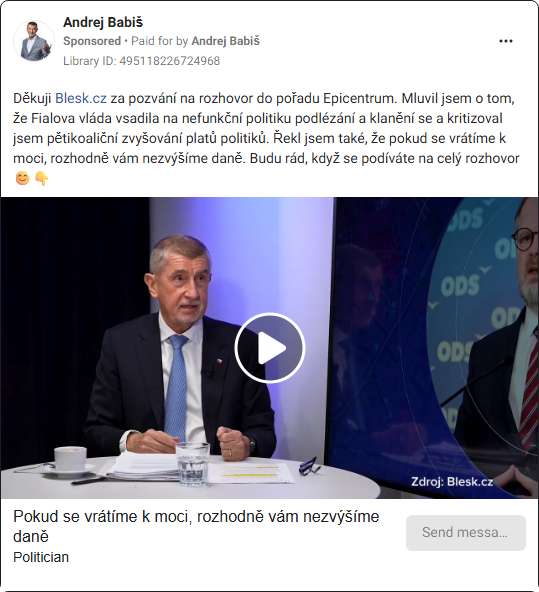 Andrej Babiš
Sponsored • Paid for by Andrej Babiš
Library ID: 495118226724968
Děkuji Blesk.cz za pozvání na rozhovor do pořadu Epicentrum. Mluvil jsem o tom,
že Fialova vláda vsadila na nefunkční politiku podlézání a klanění se a kritizoval
jsem pětikoaliční zvyšování platů politiků. Řekl jsem také, že pokud se vrátíme k
moci, rozhodně vám nezvýšíme daně. Budu rád, když se podíváte na celý rozhovor
😊👇
ODS
ODS
ODS
Zdroj: Blesk.cz
Pokud se vrátíme k moci, rozhodně vám nezvýšíme
daně
Politician
Send messa...